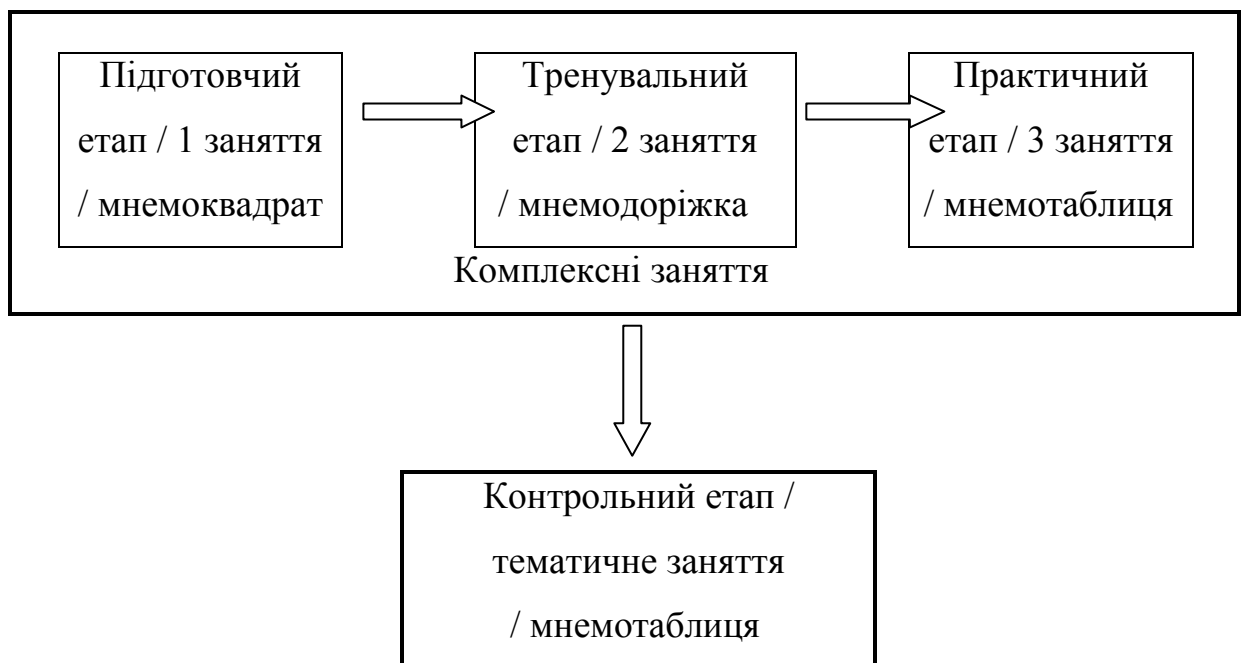 Підготовчий
етап / 1 заняття
/ мнемоквадрат
Тренувальний
етап / 2 заняття
/ мнемодоріжка
Практичний
етап / 3 заняття
/ мнемотаблиця
Комплексні заняття
Контрольний етап /
тематичне заняття
/ мнемотаблиця